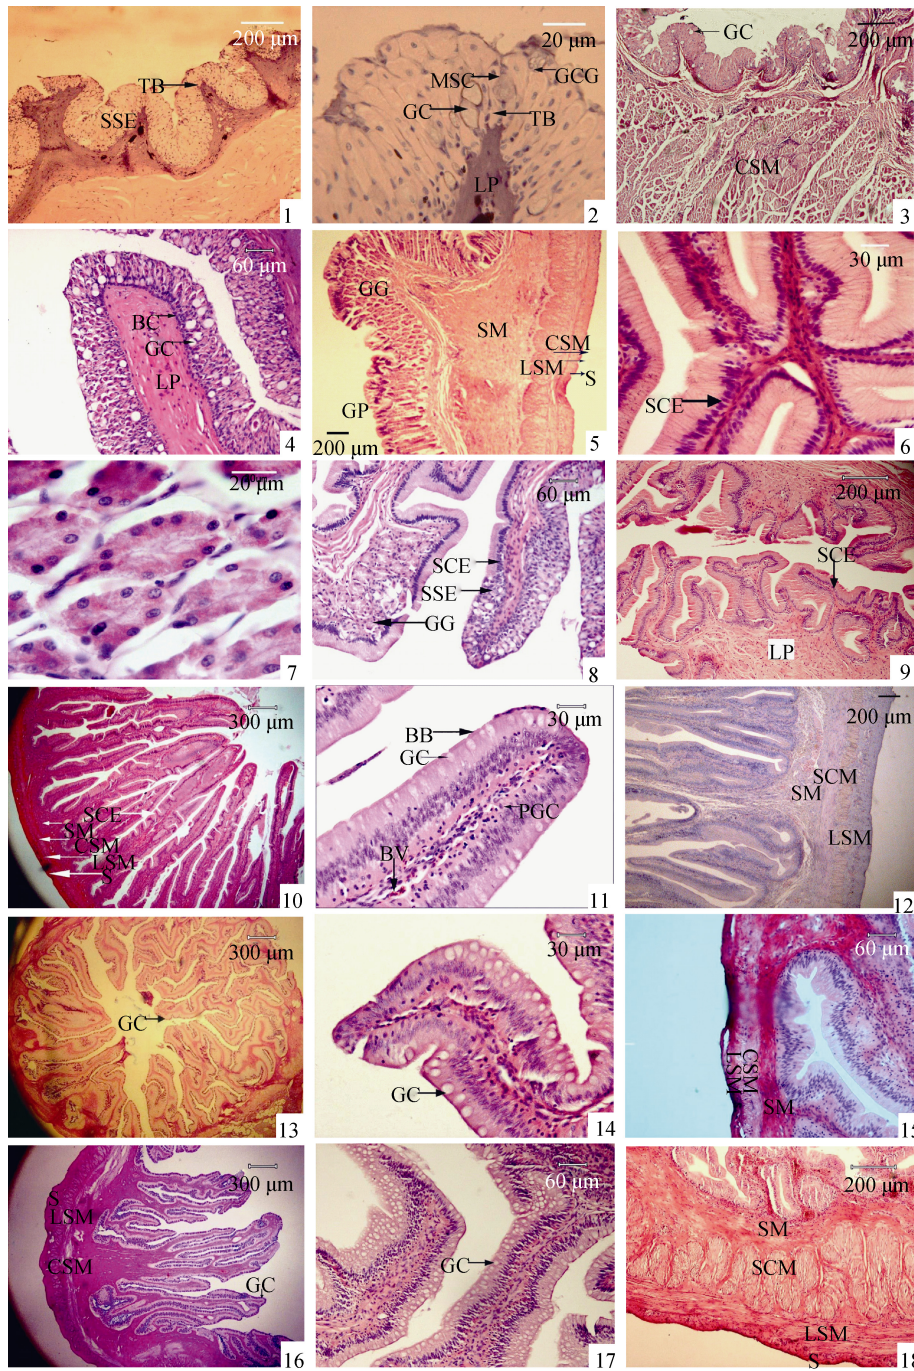 200 μm
TB
SSE
1
20 μm
MSC
GCG
GC
TB
LP
2
GC
200 μm
CSM
3
60 μm
BC
GC
LP
4
GG
SM
CSM
LSM
S
GP
200 μm
5
30 μm
SCE
6
20 μm
7
60 μm
SCE
SSE
GG
8
200 μm
SCE
LP
9
300 μm
SCE
SM
CSM
LSM
S
10
30 μm
BB
GC
PGC
BV
11
200 μm
SCM
SM
LSM
12
300 μm
GC
13
30 μm
GC
14
60 μm
CSM
LSM
SM
15
300 μm
S
LSM
CSM
GC
16
60 μm
GC
17
200 μm
SM
SCM
LSM
S
18